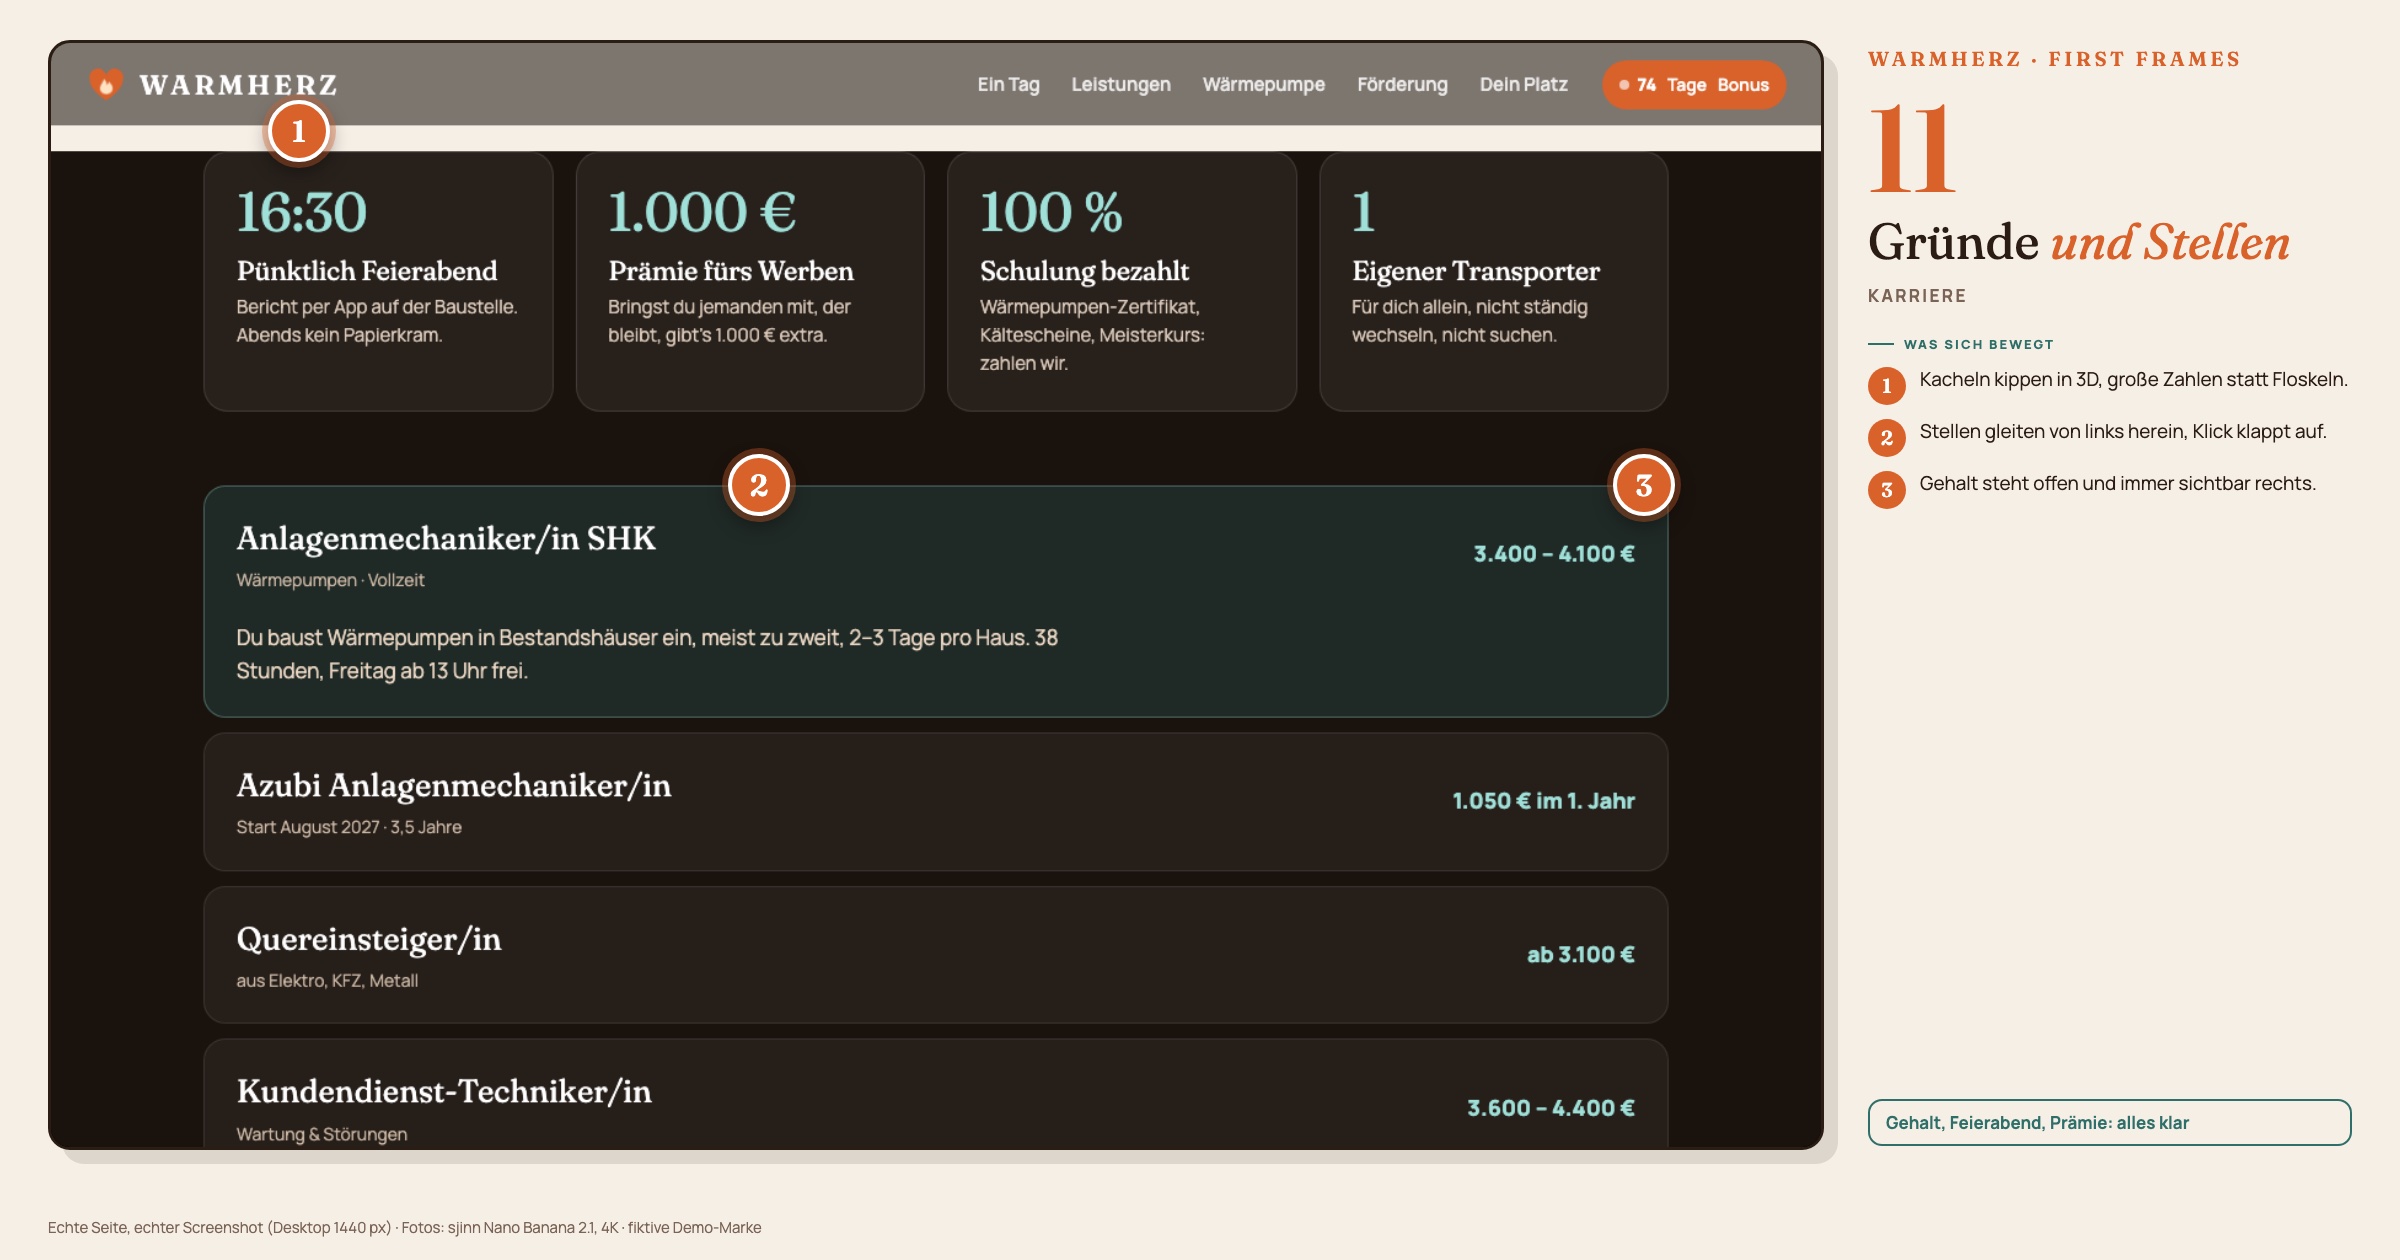 WARMHERZ
Ein Tag Leistungen Wärmepumpe Förderung Dein Platz 74 Tage Bonus
1
16:30
Pünktlich Feierabend
Bericht per App auf der Baustelle.
Abends kein Papierkram.
1.000 €
Prämie fürs Werben
Bringst du jemanden mit, der
bleibt, gibt's 1.000 € extra.
100 %
Schulung bezahlt
Wärmepumpen-Zertifikat,
Kältescheine, Meisterkurs:
zahlen wir.
1
Eigener Transporter
Für dich allein, nicht ständig
wechseln, nicht suchen.
2
3
Anlagenmechaniker/in SHK
Wärmepumpen · Vollzeit
3.400 – 4.100 €
Du baust Wärmepumpen in Bestandshäuser ein, meist zu zweit, 2–3 Tage pro Haus. 38
Stunden, Freitag ab 13 Uhr frei.
Azubi Anlagenmechaniker/in
Start August 2027 · 3,5 Jahre
1.050 € im 1. Jahr
Quereinsteiger/in
aus Elektro, KFZ, Metall
ab 3.100 €
Kundendienst-Techniker/in
Wartung & Störungen
3.600 – 4.400 €
WARMHERZ · FIRST FRAMES
11
Gründe und Stellen
KARRIERE
WAS SICH BEWEGT
1 Kacheln kippen in 3D, große Zahlen statt Floskeln.
2 Stellen gleiten von links herein, Klick klappt auf.
3 Gehalt steht offen und immer sichtbar rechts.
Gehalt, Feierabend, Prämie: alles klar
Echte Seite, echter Screenshot (Desktop 1440 px) · Fotos: sjinn Nano Banana 2.1, 4K · fiktive Demo-Marke